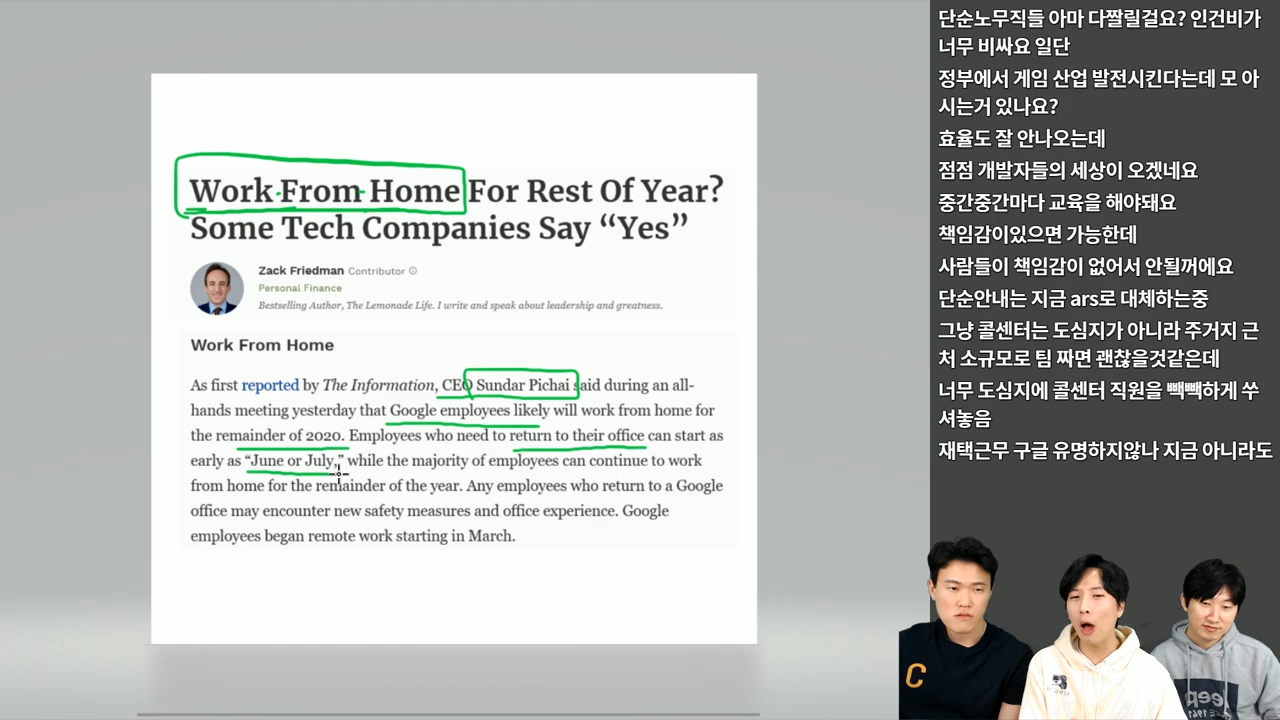 Work From Home For Rest Of Year?
Some Tech Companies Say “Yes”
Zack Friedman Contributor
Personal Finance
Bestselling Author, The Lemonade Life. I write and speak about leadership and greatness.
Work From Home
As first reported by The Information, CEO Sundar Pichai said during an all-
hands meeting yesterday that Google employees likely will work from home for
the remainder of 2020. Employees who need to return to their office can start as
early as “June or July,” while the majority of employees can continue to work
from home for the remainder of the year. Any employees who return to a Google
office may encounter new safety measures and office experience. Google
employees began remote work starting in March.
단순노무직들 아마 다짤릴걸요? 인건비가
너무 비싸요 일단
정부에서 게임 산업 발전시킨다는데 모 아
시는거 있나요?
효율도 잘 안나오는데
점점 개발자들의 세상이 오겠네요
중간중간마다 교육을 해야돼요
책임감이있으면 가능한데
사람들이 책임감이 없어서 안될꺼에요
단순안내는 지금 ars로 대체하는중
그냥 콜센터는 도심지가 아니라 주거지 근
처 소규모로 팀 짜면 괜찮을것같은데
너무 도심지에 콜센터 직원을 빽빽하게 쑤
셔놓음
재택근무 구글 유명하지않나 지금 아니라도
C